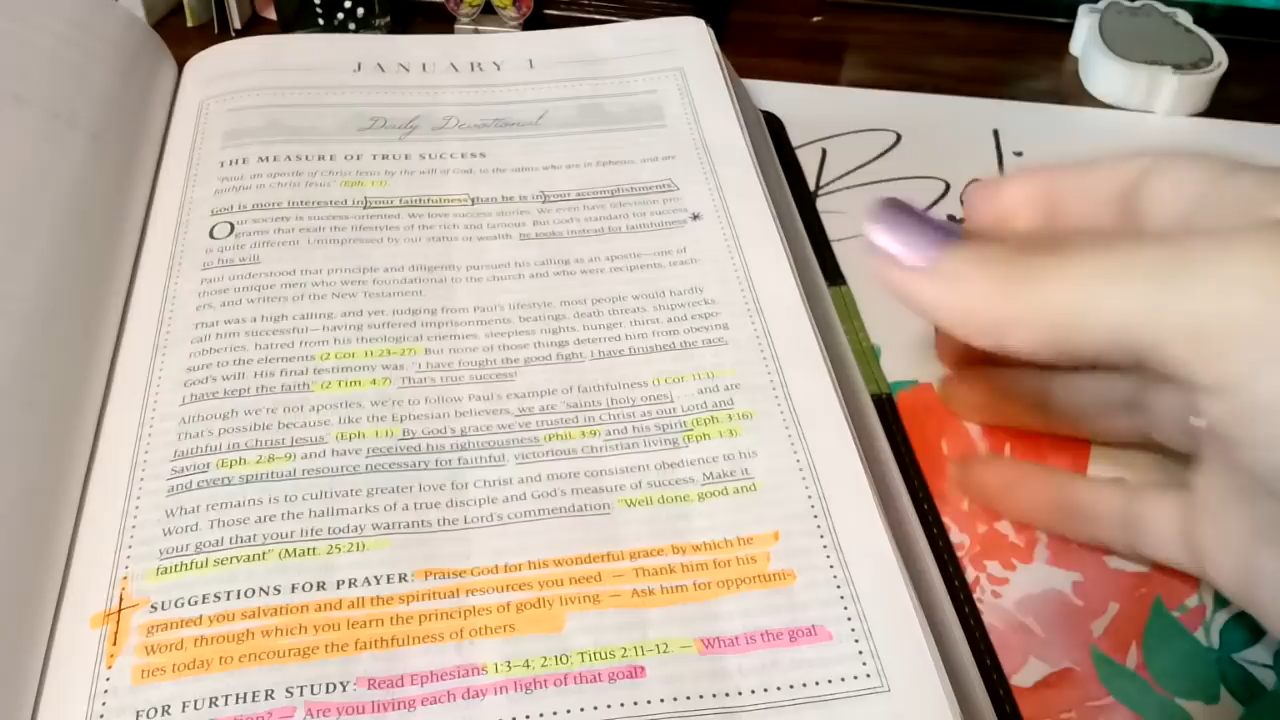 JANUARY 1
Daily Devotional
THE MEASURE OF TRUE SUCCESS
"Paul, an apostle of Christ Jesus by the will of God, to the saints who are in Ephesus, and are
faithful in Christ Jesus" (Eph. 1:1).
God is more interested in your faithfulness than he is in your accomplishments.
Our society is success-oriented. We love success stories. We even have television pro-
grams that exalt the lifestyles of the rich and famous. But God's standard for success
is quite different. Unimpressed by our status or wealth, he looks instead for faithfulness
to his will.
Paul understood that principle and diligently pursued his calling as an apostle—one of
those unique men who were foundational to the church and who were recipients, teach-
ers, and writers of the New Testament.
That was a high calling, and yet, judging from Paul's lifestyle, most people would hardly
call him successful—having suffered imprisonments, beatings, death threats, shipwrecks,
robberies, hatred from his theological enemies, sleepless nights, hunger, thirst, and expo-
sure to the elements (2 Cor. 11:23–27). But none of those things deterred him from obeying
God's will. His final testimony was, "I have fought the good fight, I have finished the race,
I have kept the faith" (2 Tim. 4:7). That's true success!
Although we're not apostles, we're to follow Paul's example of faithfulness (1 Cor. 11:1).
That's possible because, like the Ephesian believers, we are "saints [holy ones] . . . and are
faithful in Christ Jesus" (Eph. 1:1). By God's grace we've trusted in Christ as our Lord and
Savior (Eph. 2:8–9) and have received his righteousness (Phil. 3:9) and his Spirit (Eph. 3:16)
and every spiritual resource necessary for faithful, victorious Christian living (Eph. 1:3).
What remains is to cultivate greater love for Christ and more consistent obedience to his
Word. Those are the hallmarks of a true disciple and God's measure of success. Make it
your goal that your life today warrants the Lord's commendation: "Well done, good and
faithful servant" (Matt. 25:21).
SUGGESTIONS FOR PRAYER: Praise God for his wonderful grace, by which he
granted you salvation and all the spiritual resources you need. — Thank him for his
Word, through which you learn the principles of godly living. — Ask him for opportuni-
ties today to encourage the faithfulness of others.
FOR FURTHER STUDY: Read Ephesians 1:3–4; 2:10; Titus 2:11–12. — What is the goal
— Are you living each day in light of that goal?